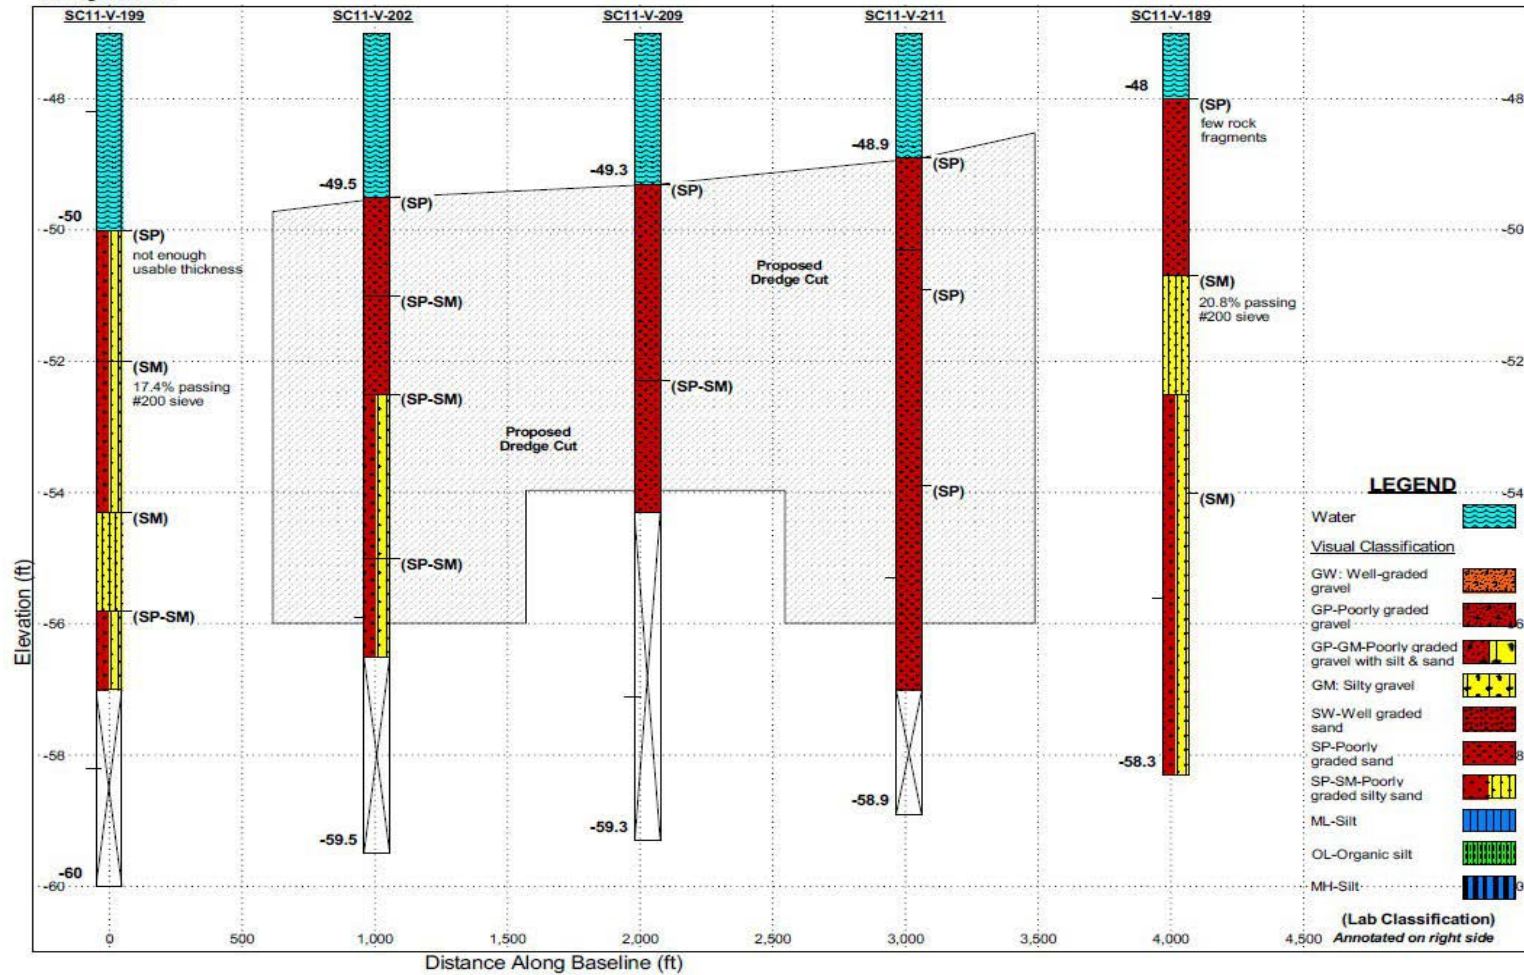 SC11-V-199 SC11-V-202 SC11-V-209 SC11-V-211 SC11-V-189
-48 -48 -48
(SP)
few rock
fragments
-48.9
(SP)
-49.3
(SP)
-49.5
(SP)
-50
-50 -50
(SP)
not enough
usable thickness
Proposed
Dredge Cut
(SM)
20.8% passing
#200 sieve
(SP)
(SP-SM)
-52 -52
(SM)
17.4% passing
#200 sieve
(SP-SM)
(SP-SM)
Proposed
Dredge Cut
-54 -54
(SP)
(SM)
(SM)
(SP-SM)
-56
(SP-SM)
-58
-58.3
-58.9
-59.3
-59.5
-60
-60
Elevation (ft)
0 500 1,000 1,500 2,000 2,500 3,000 3,500 4,000 4,500
Distance Along Baseline (ft)
LEGEND
Water
Visual Classification
GW: Well-graded
gravel
GP-Poorly graded
gravel
GP-GM-Poorly graded
gravel with silt & sand
GM: Silty gravel
SW-Well graded
sand
SP-Poorly
graded sand
SP-SM-Poorly
graded silty sand
ML-Silt
OL-Organic silt
MH-Silt
(Lab Classification)
Annotated on right side